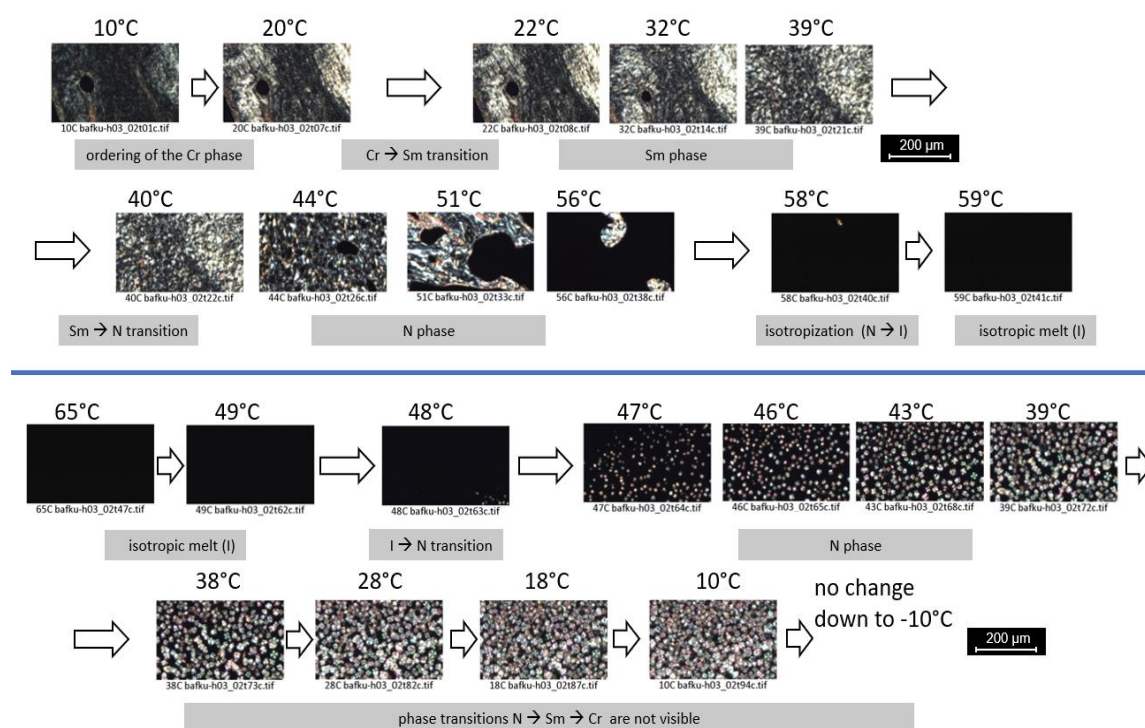 10°C 20°C 22°C 32°C 39°C
10C bafku-h03_02t01c.tif 20C bafku-h03_02t07c.tif 22C bafku-h03_02t08c.tif 32C bafku-h03_02t14c.tif 39C bafku-h03_02t21c.tif
ordering of the Cr phase Cr → Sm transition Sm phase 200 µm
40°C 44°C 51°C 56°C 58°C 59°C
40C bafku-h03_02t22c.tif 44C bafku-h03_02t26c.tif 51C bafku-h03_02t33c.tif 56C bafku-h03_02t38c.tif 58C bafku-h03_02t40c.tif 59C bafku-h03_02t41c.tif
Sm → N transition N phase isotropization (N → I) isotropic melt (I)
65°C 49°C 48°C 47°C 46°C 43°C 39°C
65C bafku-h03_02t47c.tif 49C bafku-h03_02t62c.tif 48C bafku-h03_02t63c.tif 47C bafku-h03_02t64c.tif 46C bafku-h03_02t65c.tif 43C bafku-h03_02t68c.tif 39C bafku-h03_02t72c.tif
isotropic melt (I) I → N transition N phase
38°C 28°C 18°C 10°C no change
down to -10°C
200 µm
38C bafku-h03_02t73c.tif 28C bafku-h03_02t82c.tif 18C bafku-h03_02t87c.tif 10C bafku-h03_02t94c.tif
phase transitions N → Sm → Cr are not visible